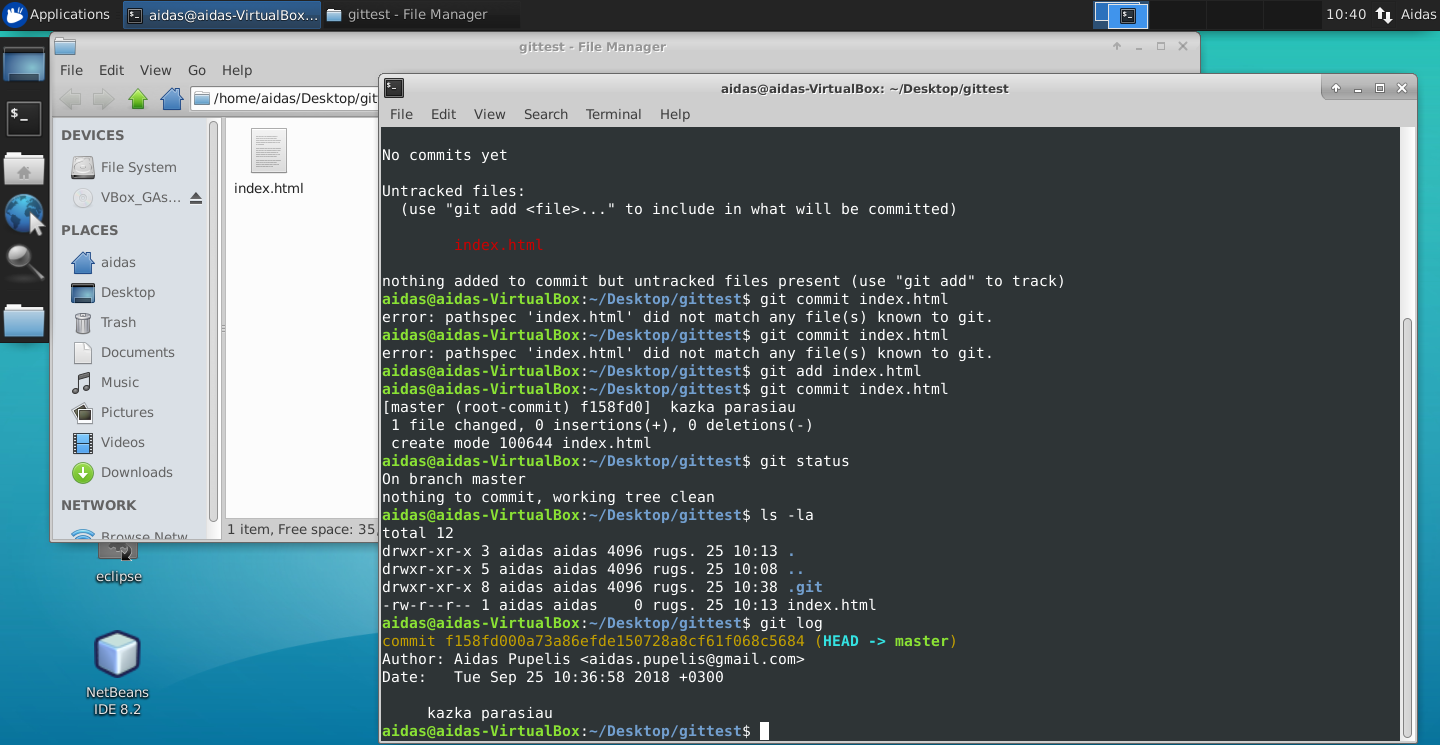 Applications
aidas@aidas-VirtualBox...
gittest - File Manager
10:40
Aidas
gittest - File Manager
File Edit View Go Help
/home/aidas/Desktop/git
DEVICES
File System
VBox_GAs...
PLACES
aidas
Desktop
Trash
Documents
Music
Pictures
Videos
Downloads
NETWORK
Browse Netw
index.html
1 item, Free space: 35,
eclipse
NetBeans
IDE 8.2
aidas@aidas-VirtualBox: ~/Desktop/gittest
File Edit View Search Terminal Help
No commits yet
Untracked files:
(use "git add <file>..." to include in what will be committed)
index.html
nothing added to commit but untracked files present (use "git add" to track)
aidas@aidas-VirtualBox:~/Desktop/gittest$ git commit index.html
error: pathspec 'index.html' did not match any file(s) known to git.
aidas@aidas-VirtualBox:~/Desktop/gittest$ git commit index.html
error: pathspec 'index.html' did not match any file(s) known to git.
aidas@aidas-VirtualBox:~/Desktop/gittest$ git add index.html
aidas@aidas-VirtualBox:~/Desktop/gittest$ git commit index.html
[master (root-commit) f158fd0]  kazka parasiau
1 file changed, 0 insertions(+), 0 deletions(-)
create mode 100644 index.html
aidas@aidas-VirtualBox:~/Desktop/gittest$ git status
On branch master
nothing to commit, working tree clean
aidas@aidas-VirtualBox:~/Desktop/gittest$ ls -la
total 12
drwxr-xr-x 3 aidas aidas 4096 rugs. 25 10:13 .
drwxr-xr-x 5 aidas aidas 4096 rugs. 25 10:08 ..
drwxr-xr-x 8 aidas aidas 4096 rugs. 25 10:38 .git
-rw-r--r-- 1 aidas aidas    0 rugs. 25 10:13 index.html
aidas@aidas-VirtualBox:~/Desktop/gittest$ git log
commit f158fd000a73a86efde150728a8cf61f068c5684 (HEAD -> master)
Author: Aidas Pupelis <aidas.pupelis@gmail.com>
Date:   Tue Sep 25 10:36:58 2018 +0300
kazka parasiau
aidas@aidas-VirtualBox:~/Desktop/gittest$